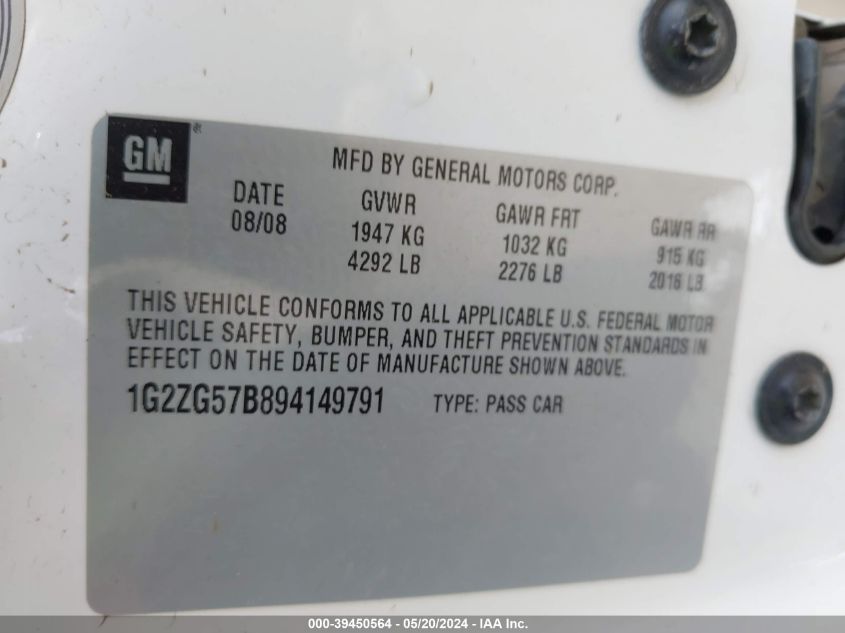 GM ®
MFD BY GENERAL MOTORS CORP.
DATE GVWR GAWR FRT GAWR RR
08/08 1947 KG 1032 KG 915 KG
4292 LB 2276 LB 2016 LB
THIS VEHICLE CONFORMS TO ALL APPLICABLE U.S. FEDERAL MOTOR
VEHICLE SAFETY, BUMPER, AND THEFT PREVENTION STANDARDS IN
EFFECT ON THE DATE OF MANUFACTURE SHOWN ABOVE.
1G2ZG57B894149791 TYPE: PASS CAR
000-39450564 - 05/20/2024 - IAA Inc.